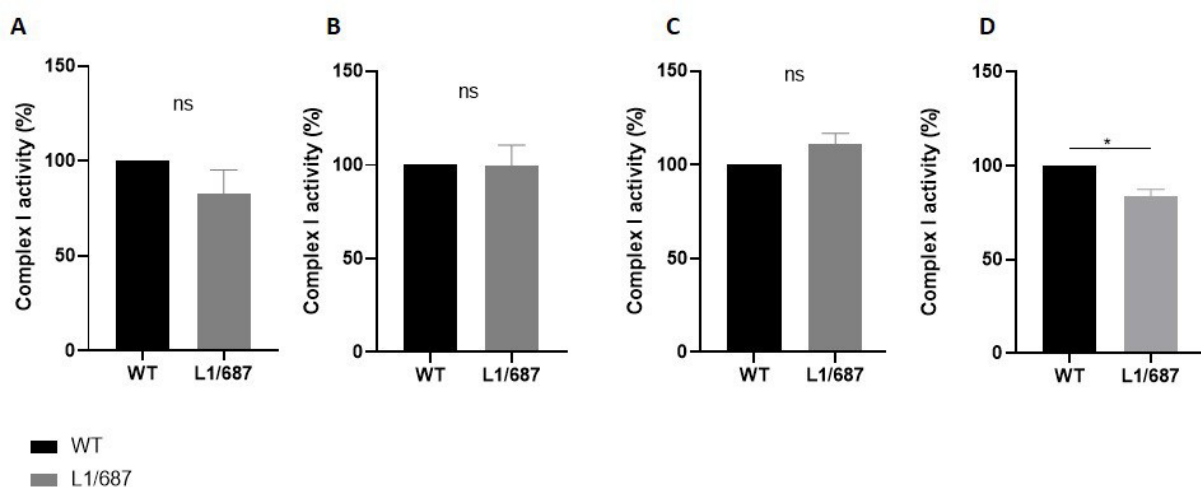 A
Complex I activity (%)
150
100
50
0
ns
WT
L1/687
B
Complex I activity (%)
150
100
50
0
ns
WT
L1/687
C
Complex I activity (%)
150
100
50
0
ns
WT
L1/687
D
Complex I activity (%)
150
100
50
0
*
WT
L1/687
WT
L1/687